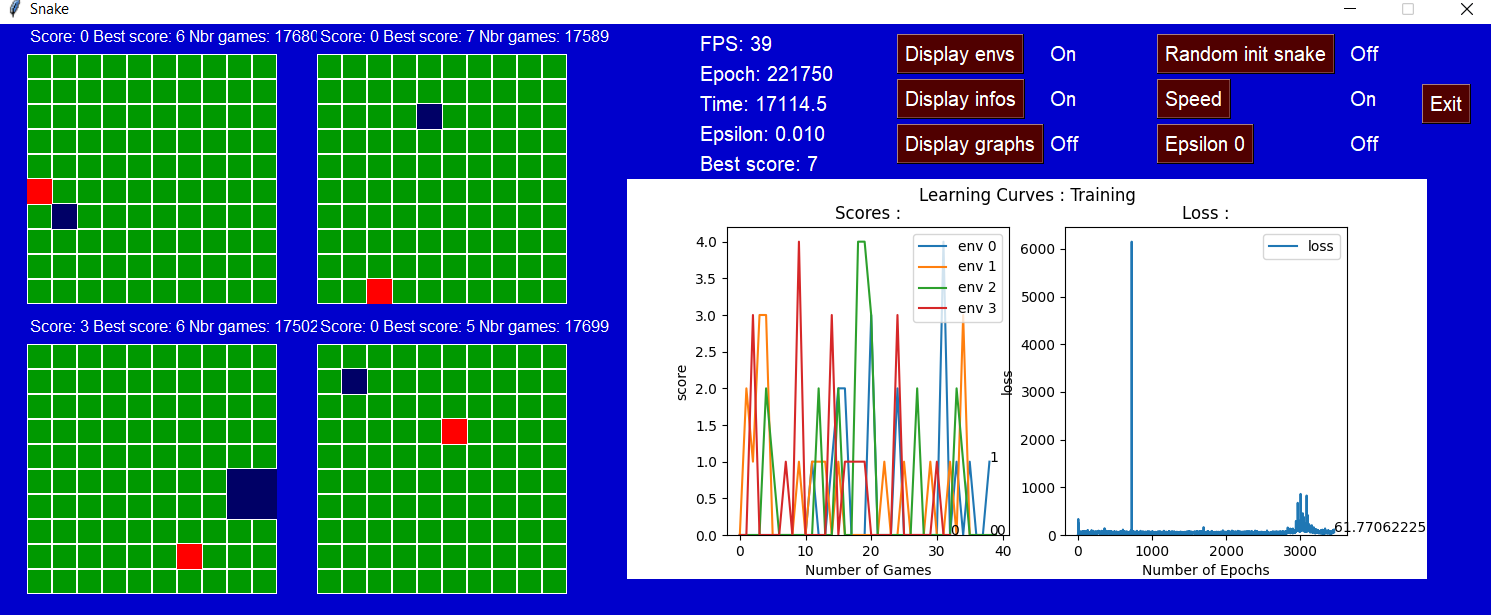 Snake
Score: 0 Best score: 6 Nbr games: 17680
Score: 0 Best score: 7 Nbr games: 17589
Score: 3 Best score: 6 Nbr games: 17502
Score: 0 Best score: 5 Nbr games: 17699
FPS: 39
Epoch: 221750
Time: 17114.5
Epsilon: 0.010
Best score: 7
Display envs On
Display infos On
Display graphs Off
Random init snake Off
Speed On
Epsilon 0 Off
Exit
Learning Curves : Training
Scores :
score
4.0
3.5
3.0
2.5
2.0
1.5
1.0
0.5
0.0
env 0
env 1
env 2
env 3
1
0
0
0
0 10 20 30 40
Number of Games
Loss :
loss
6000
5000
4000
3000
2000
1000
0
loss
61.77062225
0 1000 2000 3000
Number of Epochs